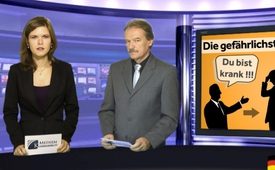 Die gefährlichst
Du bist
krank !!!